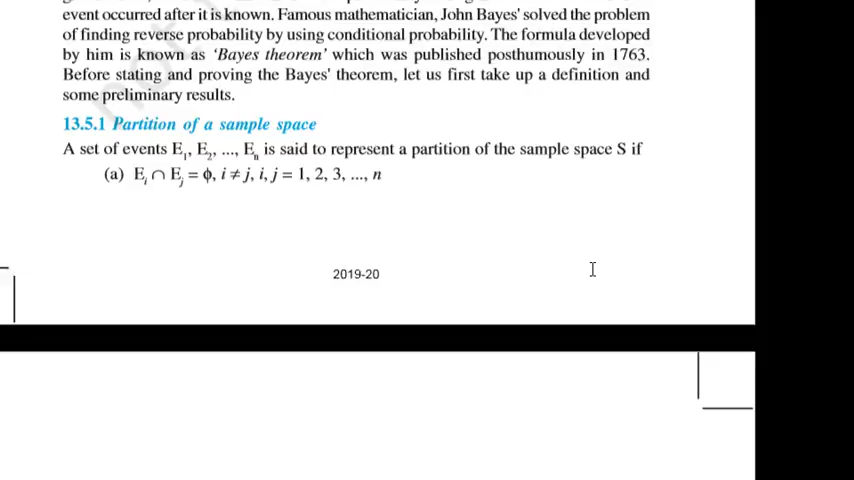 event occurred after it is known. Famous mathematician, John Bayes' solved the problem
of finding reverse probability by using conditional probability. The formula developed
by him is known as ‘Bayes theorem’ which was published posthumously in 1763.
Before stating and proving the Bayes' theorem, let us first take up a definition and
some preliminary results.
13.5.1 Partition of a sample space
A set of events E₁, E₂, ..., Eₙ is said to represent a partition of the sample space S if
(a) Eᵢ ∩ Eⱼ = ϕ, i ≠ j, i, j = 1, 2, 3, ..., n
2019-20